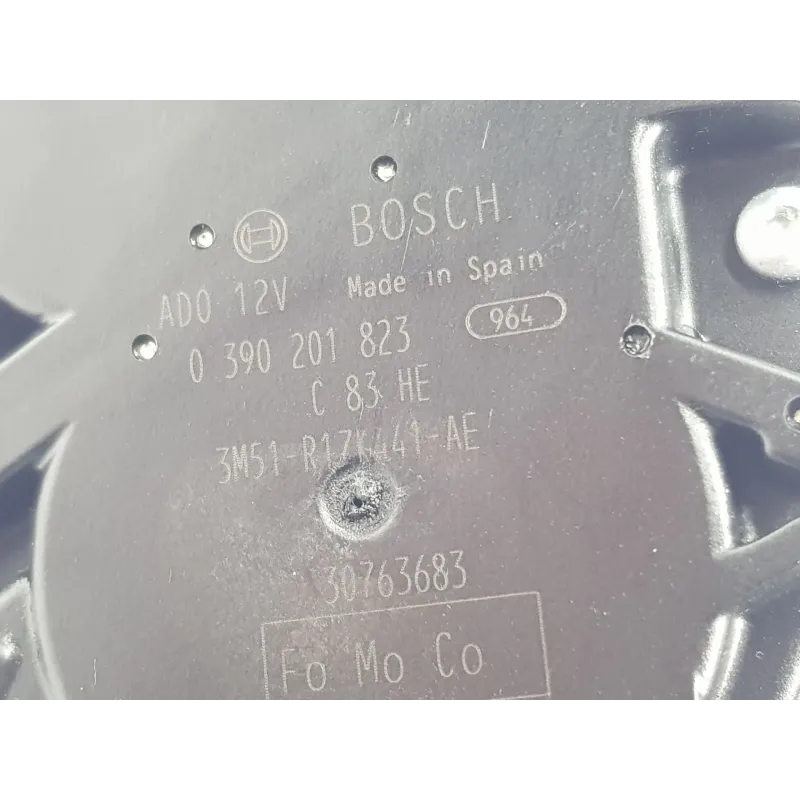 BOSCH
AD0 12V Made in Spain
0 390 201 823 964
C 83 HE
3M51-R17K441-AE
30763683
Fo Mo Co